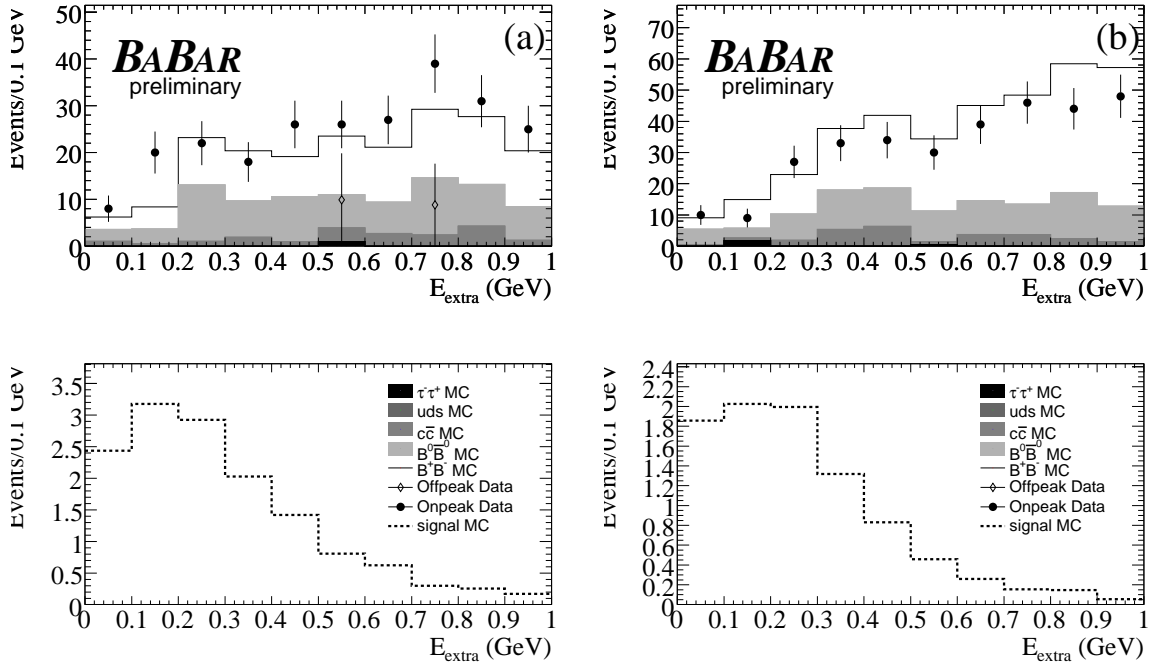 50
40
30
20
10
0
Events/0.1 GeV
BABAR
preliminary
(a)
0 0.1 0.2 0.3 0.4 0.5 0.6 0.7 0.8 0.9 1
E_extra (GeV)
70
60
50
40
30
20
10
0
Events/0.1 GeV
BABAR
preliminary
(b)
0 0.1 0.2 0.3 0.4 0.5 0.6 0.7 0.8 0.9 1
E_extra (GeV)
3.5
3
2.5
2
1.5
1
0.5
0
Events/0.1 GeV
τ⁻τ⁺ MC
uds MC
cc̅ MC
B⁰B̅⁰ MC
B⁺B⁻ MC
Offpeak Data
Onpeak Data
signal MC
0 0.1 0.2 0.3 0.4 0.5 0.6 0.7 0.8 0.9 1
E_extra (GeV)
2.4
2.2
2
1.8
1.6
1.4
1.2
1
0.8
0.6
0.4
0.2
0
Events/0.1 GeV
τ⁻τ⁺ MC
uds MC
cc̅ MC
B⁰B̅⁰ MC
B⁺B⁻ MC
Offpeak Data
Onpeak Data
signal MC
0 0.1 0.2 0.3 0.4 0.5 0.6 0.7 0.8 0.9 1
E_extra (GeV)